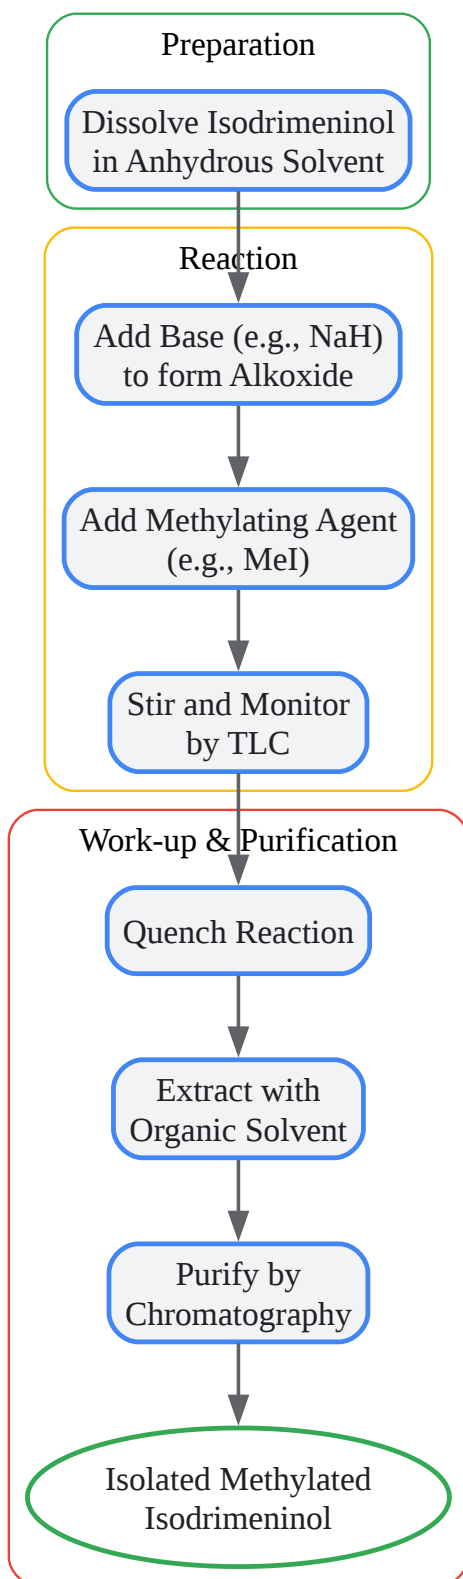 Preparation
Dissolve Isodrimeninol
in Anhydrous Solvent
Reaction
Add Base (e.g., NaH)
to form Alkoxide
Add Methylating Agent
(e.g., MeI)
Stir and Monitor
by TLC
Work-up & Purification
Quench Reaction
Extract with
Organic Solvent
Purify by
Chromatography
Isolated Methylated
Isodrimeninol